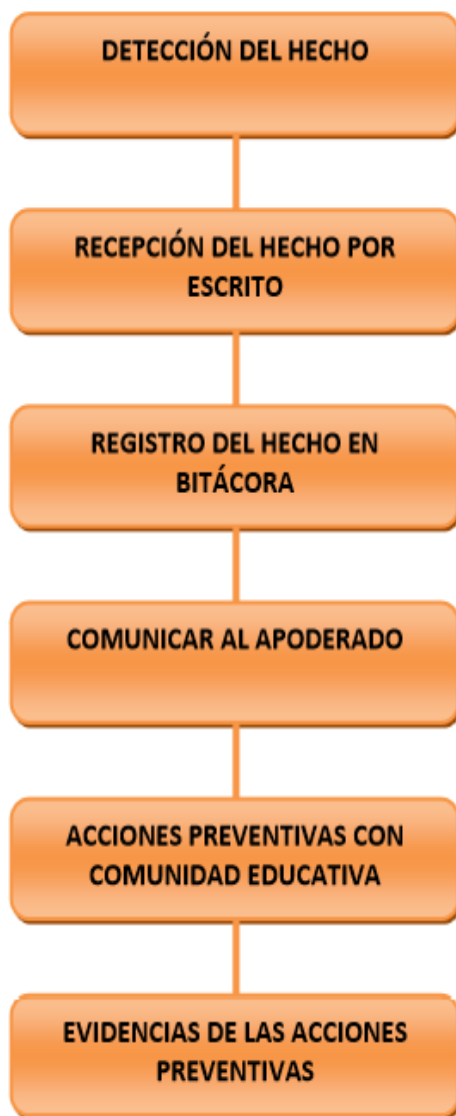 DETECCIÓN DEL HECHO
RECEPCIÓN DEL HECHO POR
ESCRITO
REGISTRO DEL HECHO EN
BITÁCORA
COMUNICAR AL APODERADO
ACCIONES PREVENTIVAS CON
COMUNIDAD EDUCATIVA
EVIDENCIAS DE LAS ACCIONES
PREVENTIVAS